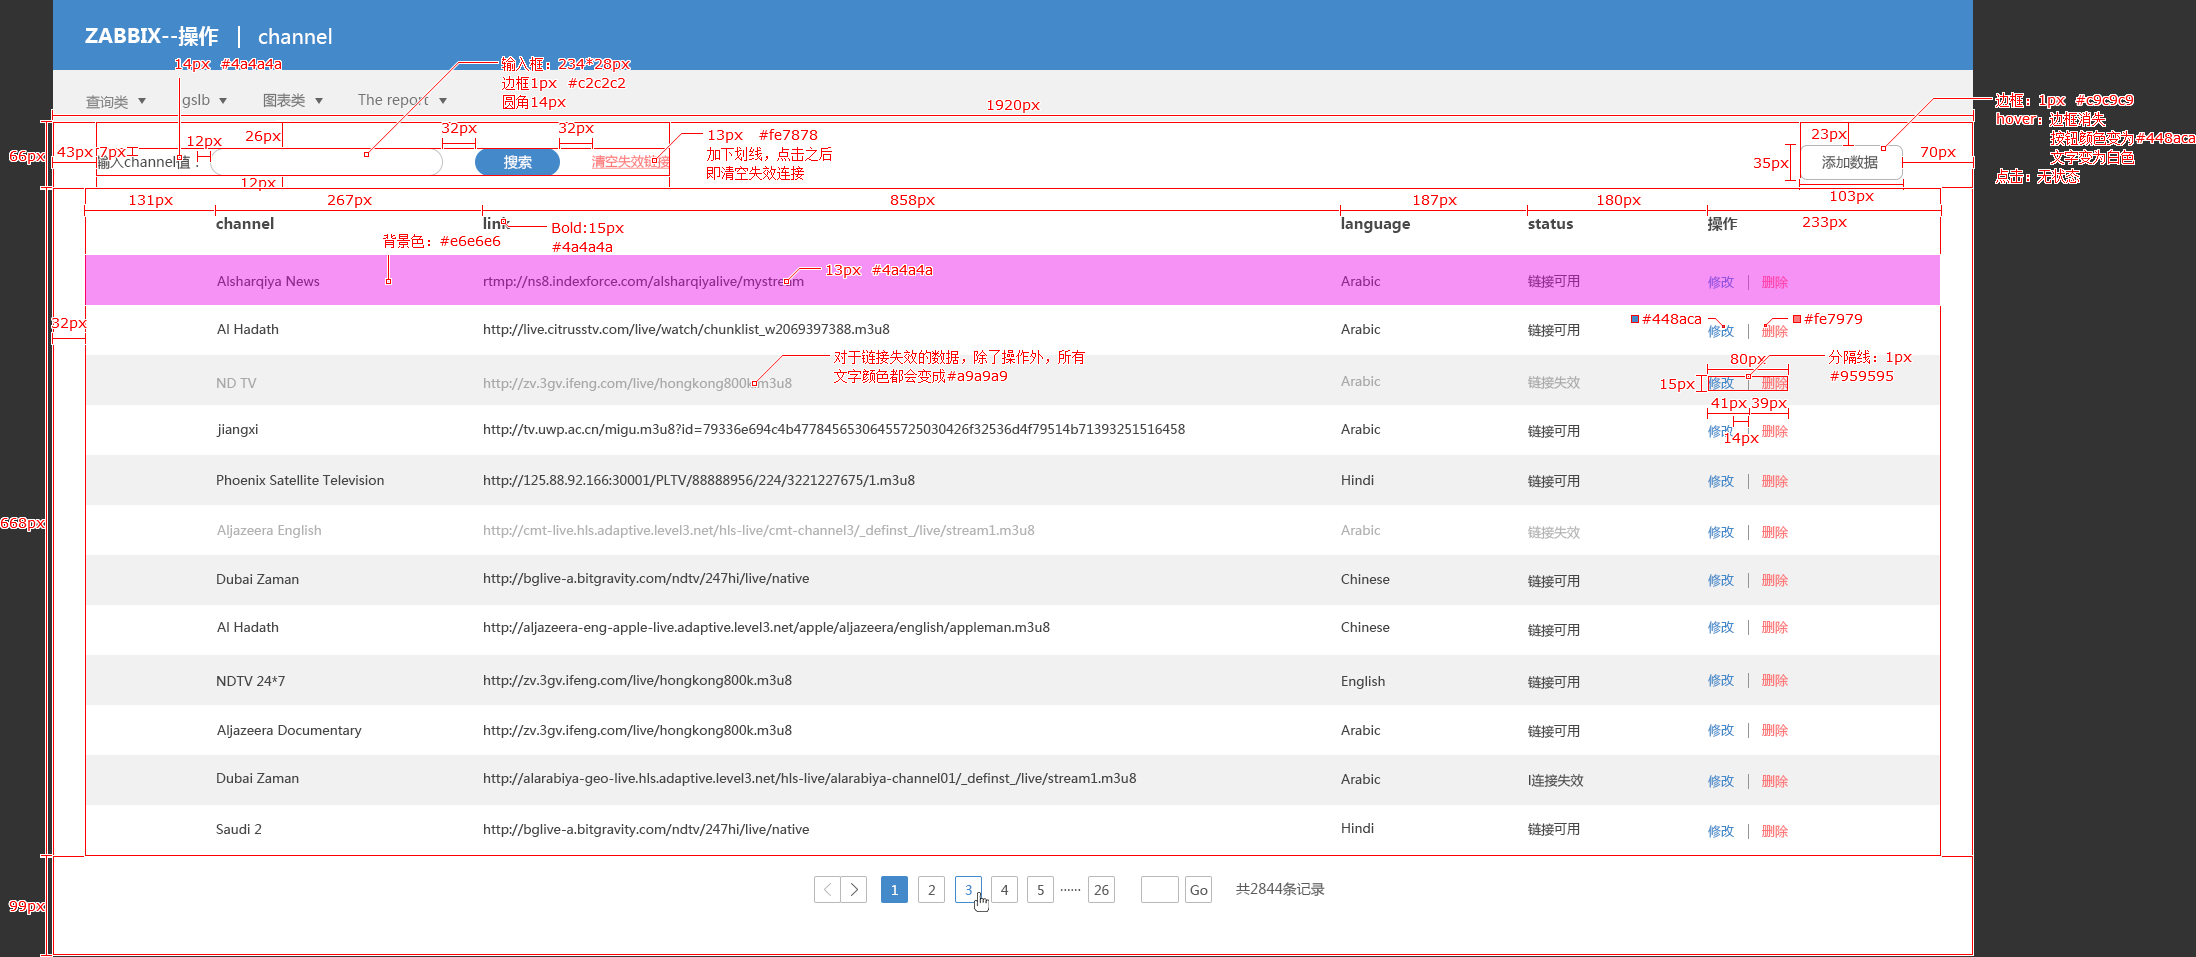 ZABBIX--操作 | channel
14px #4a4a4a
输入框：234*28px
边框1px #c2c2c2
圆角14px
查询类
gslb
图表类
The report
1920px
边框：1px #c9c9c9
hover：边框消失
按钮颜色变为#448aca
文字变为白色
点击：无状态
66px
43px
7px工
12px
26px
32px
32px
13px #fe7878
加下划线，点击之后
即清空失效连接
输入channel值：
搜索
清空失效链接
12px
23px
35px
添加数据
70px
103px
131px
267px
858px
187px
180px
233px
channel
link
language
status
操作
Bold:15px
#4a4a4a
背景色：#e6e6e6
13px #4a4a4a
Alsharqiya News rtmp://ns8.indexforce.com/alsharqiyalive/mystream Arabic 链接可用 修改 | 删除
32px
#448aca
#fe7979
Al Hadath http://live.citrusstv.com/live/watch/chunklist_w2069397388.m3u8 Arabic 链接可用 修改 | 删除
对于链接失效的数据，除了操作外，所有
文字颜色都会变成#a9a9a9
80px
分隔线：1px
#959595
15px
ND TV http://zv.3gv.ifeng.com/live/hongkong800k.m3u8 Arabic 链接失效 修改 | 删除
41px
39px
14px
jiangxi http://tv.uwp.ac.cn/migu.m3u8?id=79336e694c4b47784565306455725030426f32536d4f79514b71393251516458 Arabic 链接可用 修改 | 删除
Phoenix Satellite Television http://125.88.92.166:30001/PLTV/88888956/224/3221227675/1.m3u8 Hindi 链接可用 修改 | 删除
668px
Aljazeera English http://cmt-live.hls.adaptive.level3.net/hls-live/cmt-channel3/_definst_/live/stream1.m3u8 Arabic 链接失效 修改 | 删除
Dubai Zaman http://bglive-a.bitgravity.com/ndtv/247hi/live/native Chinese 链接可用 修改 | 删除
Al Hadath http://aljazeera-eng-apple-live.adaptive.level3.net/apple/aljazeera/english/appleman.m3u8 Chinese 链接可用 修改 | 删除
NDTV 24*7 http://zv.3gv.ifeng.com/live/hongkong800k.m3u8 English 链接可用 修改 | 删除
Aljazeera Documentary http://zv.3gv.ifeng.com/live/hongkong800k.m3u8 Arabic 链接可用 修改 | 删除
Dubai Zaman http://alarabiya-geo-live.hls.adaptive.level3.net/hls-live/alarabiya-channel01/_definst_/live/stream1.m3u8 Arabic l连接失效 修改 | 删除
Saudi 2 http://bglive-a.bitgravity.com/ndtv/247hi/live/native Hindi 链接可用 修改 | 删除
99px
< > 1 2 3 4 5 ······ 26 Go 共2844条记录